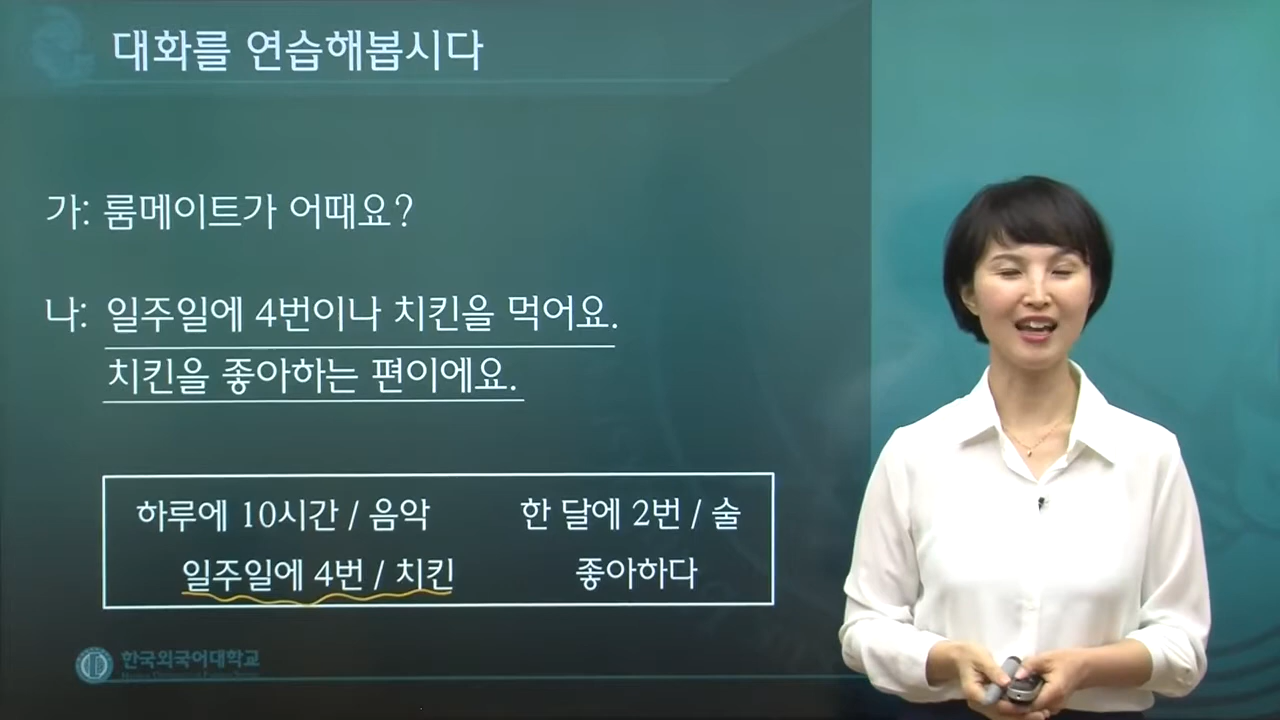 대화를 연습해봅시다
가: 룸메이트가 어때요?
나: 일주일에 4번이나 치킨을 먹어요.
치킨을 좋아하는 편이에요.
하루에 10시간 / 음악 한 달에 2번 / 술
일주일에 4번 / 치킨 좋아하다
한국외국어대학교